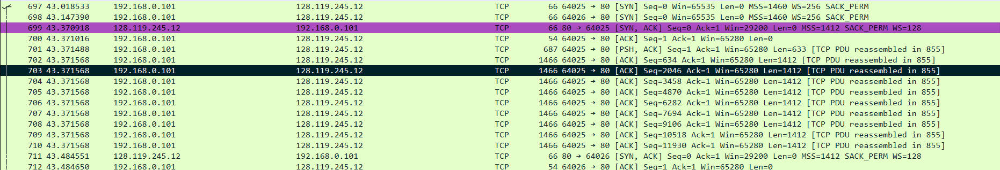 697 43.018533 192.168.0.101 128.119.245.12 TCP 66 64025 → 80 [SYN] Seq=0 Win=65535 Len=0 MSS=1460 WS=256 SACK_PERM
698 43.147390 192.168.0.101 128.119.245.12 TCP 66 64026 → 80 [SYN] Seq=0 Win=65535 Len=0 MSS=1460 WS=256 SACK_PERM
699 43.370918 128.119.245.12 192.168.0.101 TCP 66 80 → 64025 [SYN, ACK] Seq=0 Ack=1 Win=29200 Len=0 MSS=1412 SACK_PERM WS=128
700 43.371016 192.168.0.101 128.119.245.12 TCP 54 64025 → 80 [ACK] Seq=1 Ack=1 Win=65280 Len=0
701 43.371488 192.168.0.101 128.119.245.12 TCP 687 64025 → 80 [PSH, ACK] Seq=1 Ack=1 Win=65280 Len=633 [TCP PDU reassembled in 855]
702 43.371568 192.168.0.101 128.119.245.12 TCP 1466 64025 → 80 [ACK] Seq=634 Ack=1 Win=65280 Len=1412 [TCP PDU reassembled in 855]
703 43.371568 192.168.0.101 128.119.245.12 TCP 1466 64025 → 80 [ACK] Seq=2046 Ack=1 Win=65280 Len=1412 [TCP PDU reassembled in 855]
704 43.371568 192.168.0.101 128.119.245.12 TCP 1466 64025 → 80 [ACK] Seq=3458 Ack=1 Win=65280 Len=1412 [TCP PDU reassembled in 855]
705 43.371568 192.168.0.101 128.119.245.12 TCP 1466 64025 → 80 [ACK] Seq=4870 Ack=1 Win=65280 Len=1412 [TCP PDU reassembled in 855]
706 43.371568 192.168.0.101 128.119.245.12 TCP 1466 64025 → 80 [ACK] Seq=6282 Ack=1 Win=65280 Len=1412 [TCP PDU reassembled in 855]
707 43.371568 192.168.0.101 128.119.245.12 TCP 1466 64025 → 80 [ACK] Seq=7694 Ack=1 Win=65280 Len=1412 [TCP PDU reassembled in 855]
708 43.371568 192.168.0.101 128.119.245.12 TCP 1466 64025 → 80 [ACK] Seq=9106 Ack=1 Win=65280 Len=1412 [TCP PDU reassembled in 855]
709 43.371568 192.168.0.101 128.119.245.12 TCP 1466 64025 → 80 [ACK] Seq=10518 Ack=1 Win=65280 Len=1412 [TCP PDU reassembled in 855]
710 43.371568 192.168.0.101 128.119.245.12 TCP 1466 64025 → 80 [ACK] Seq=11930 Ack=1 Win=65280 Len=1412 [TCP PDU reassembled in 855]
711 43.484551 128.119.245.12 192.168.0.101 TCP 66 80 → 64026 [SYN, ACK] Seq=0 Ack=1 Win=29200 Len=0 MSS=1412 SACK_PERM WS=128
712 43.484650 192.168.0.101 128.119.245.12 TCP 54 64026 → 80 [ACK] Seq=1 Ack=1 Win=65280 Len=0